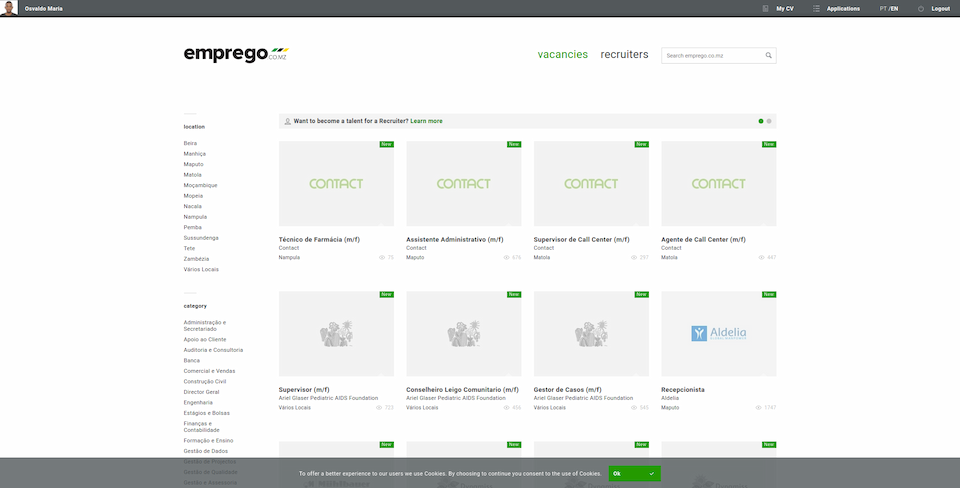 Osvaldo Maria
My CV
Applications
PT /EN
Logout
emprego.CO.MZ
vacancies
recruiters
Search emprego.co.mz
location
Beira
Manhiça
Maputo
Matola
Moçambique
Mopeia
Nacala
Nampula
Pemba
Sussundenga
Tete
Zambézia
Vários Locais
category
Administração e
Secretariado
Apoio ao Cliente
Auditoria e Consultoria
Banca
Comercial e Vendas
Construção Civil
Director Geral
Engenharia
Estágios e Bolsas
Finanças e
Contabilidade
Formação e Ensino
Gestão de Dados
Want to become a talent for a Recruiter? Learn more
New
New
New
New
CONTACT
CONTACT
CONTACT
CONTACT
Técnico de Farmácia (m/f)
Contact
Nampula
75
Assistente Administrativo (m/f)
Contact
Maputo
Supervisor de Call Center (m/f)
Contact
Matola
Agente de Call Center (m/f)
Contact
Matola
447
New
New
New
New
Aldelia
Supervisor (m/f)
Ariel Glaser Pediatric AIDS Foundation
Vários Locais
723
Conselheiro Leigo Comunitario (m/f)
Ariel Glaser Pediatric AIDS Foundation
Vários Locais
Gestor de Casos (m/f)
Ariel Glaser Pediatric AIDS Foundation
Vários Locais
Recepcionista
Aldelia
Maputo
New
New
New
New
To offer a better experience to our users we use Cookies. By choosing to continue you consent to the use of Cookies.
Ok